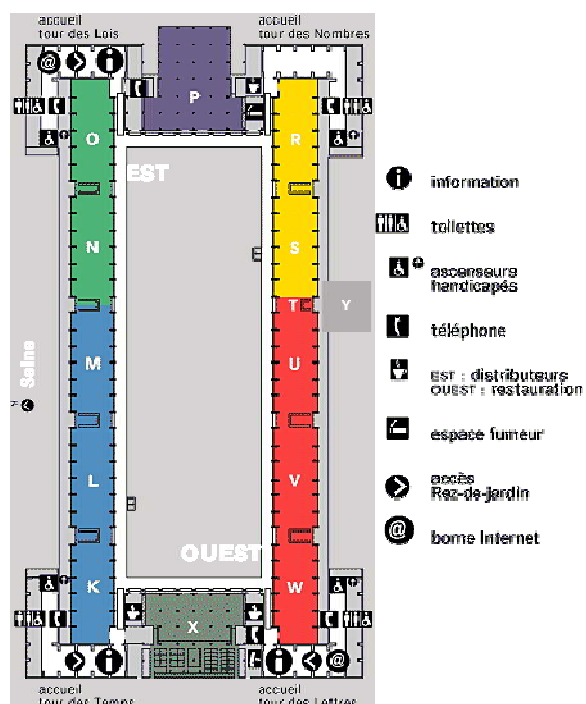 accueil
tour des Lois
accueil
tour des Nombres
P
O
R
EST
N
S
T
Y
M
U
Seine
L
V
OUEST
K
W
X
accueil
tour des Temps
accueil
tour des Lettres
information
toilettes
ascenseurs
handicapés
téléphone
EST : distributeurs
OUEST : restauration
espace fumeur
accès
Rez-de-jardin
borne Internet